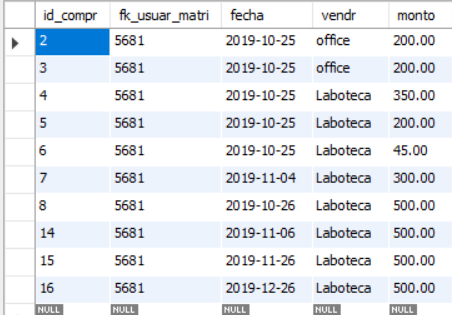 id_compr fk_usuar_matri fecha vendr monto
2 5681 2019-10-25 office 200.00
3 5681 2019-10-25 office 200.00
4 5681 2019-10-25 Laboteca 350.00
5 5681 2019-10-25 Laboteca 200.00
6 5681 2019-10-25 Laboteca 45.00
7 5681 2019-11-04 Laboteca 300.00
8 5681 2019-10-26 Laboteca 500.00
14 5681 2019-11-06 Laboteca 500.00
15 5681 2019-11-26 Laboteca 500.00
16 5681 2019-12-26 Laboteca 500.00
NULL NULL NULL NULL NULL